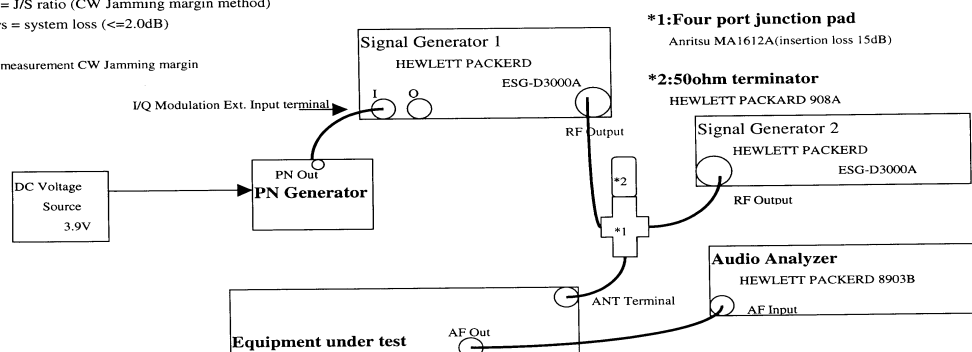 = J/S ratio (CW Jamming margin method)
s = system loss (<=2.0dB)
measurement CW Jamming margin
*1:Four port junction pad
Anritsu MA1612A(insertion loss 15dB)
*2:50ohm terminator
HEWLETT PACKARD 908A
Signal Generator 1
HEWLETT PACKERD
ESG-D3000A
I
Q
I/Q Modulation Ext. Input terminal
RF Output
Signal Generator 2
HEWLETT PACKERD
ESG-D3000A
RF Output
PN Out
PN Generator
DC Voltage
Source
3.9V
*2
*1
Audio Analyzer
HEWLETT PACKERD 8903B
AF Input
ANT Terminal
AF Out
Equipment under test